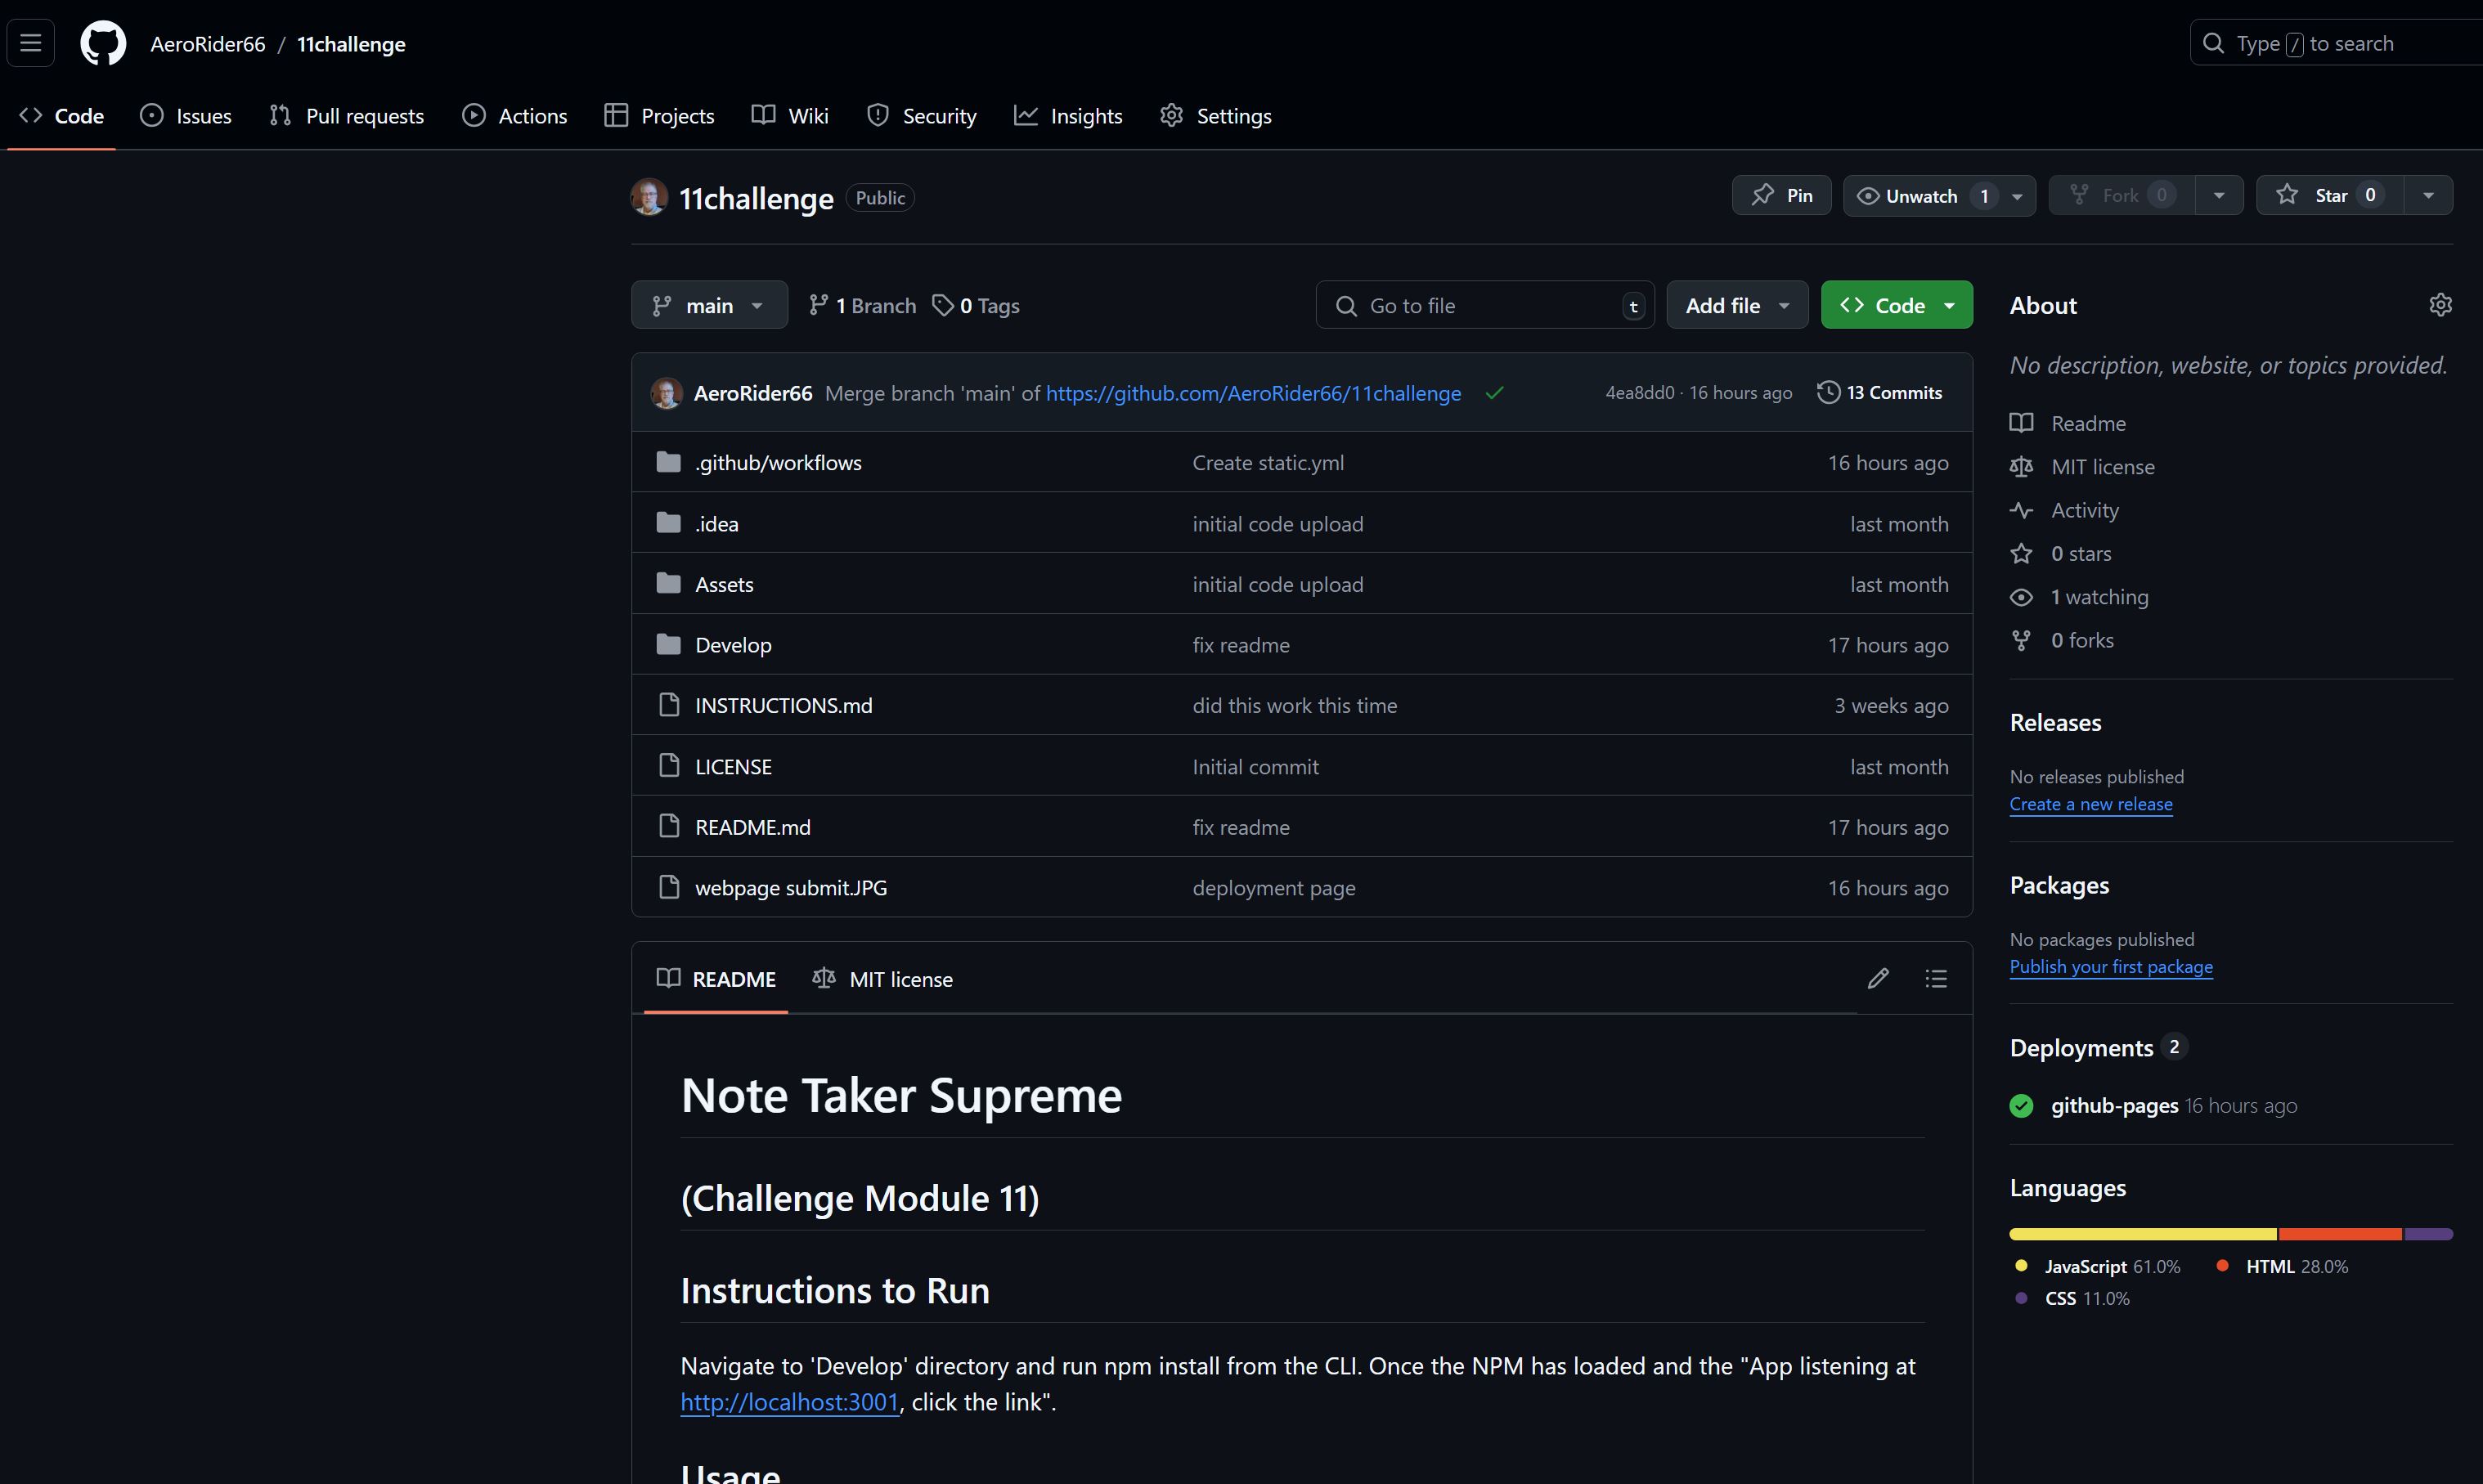 AeroRider66 / 11challenge
Type / to search
Code Issues Pull requests Actions Projects Wiki Security Insights Settings
11challenge Public
Pin Unwatch 1 Fork 0 Star 0
main 1 Branch 0 Tags Go to file t Add file Code
AeroRider66 Merge branch 'main' of https://github.com/AeroRider66/11challenge 4ea8dd0 · 16 hours ago 13 Commits
.github/workflows Create static.yml 16 hours ago
.idea initial code upload last month
Assets initial code upload last month
Develop fix readme 17 hours ago
INSTRUCTIONS.md did this work this time 3 weeks ago
LICENSE Initial commit last month
README.md fix readme 17 hours ago
webpage submit.JPG deployment page 16 hours ago
README MIT license
Note Taker Supreme
(Challenge Module 11)
Instructions to Run
Navigate to 'Develop' directory and run npm install from the CLI. Once the NPM has loaded and the "App listening at
http://localhost:3001, click the link".
Usage
About
No description, website, or topics provided.
Readme
MIT license
Activity
0 stars
1 watching
0 forks
Releases
No releases published
Create a new release
Packages
No packages published
Publish your first package
Deployments 2
github-pages 16 hours ago
Languages
JavaScript 61.0% HTML 28.0%
CSS 11.0%